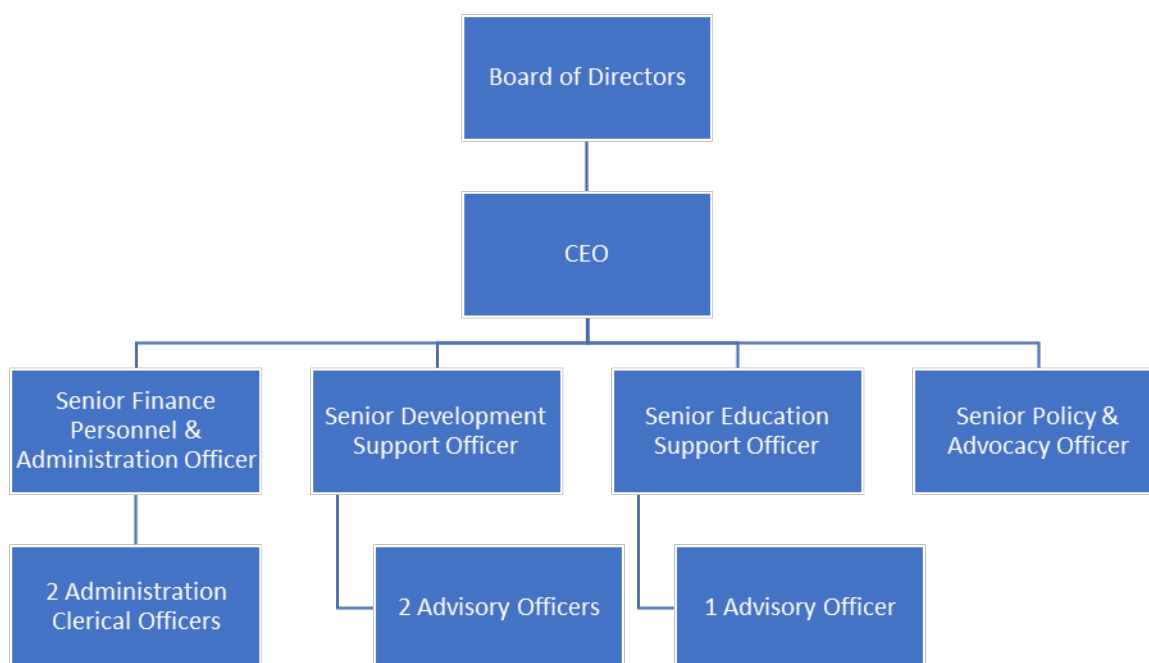 Board of Directors
CEO
Senior Finance
Personnel &
Administration Officer
Senior Development
Support Officer
Senior Education
Support Officer
Senior Policy &
Advocacy Officer
2 Administration
Clerical Officers
2 Advisory Officers
1 Advisory Officer